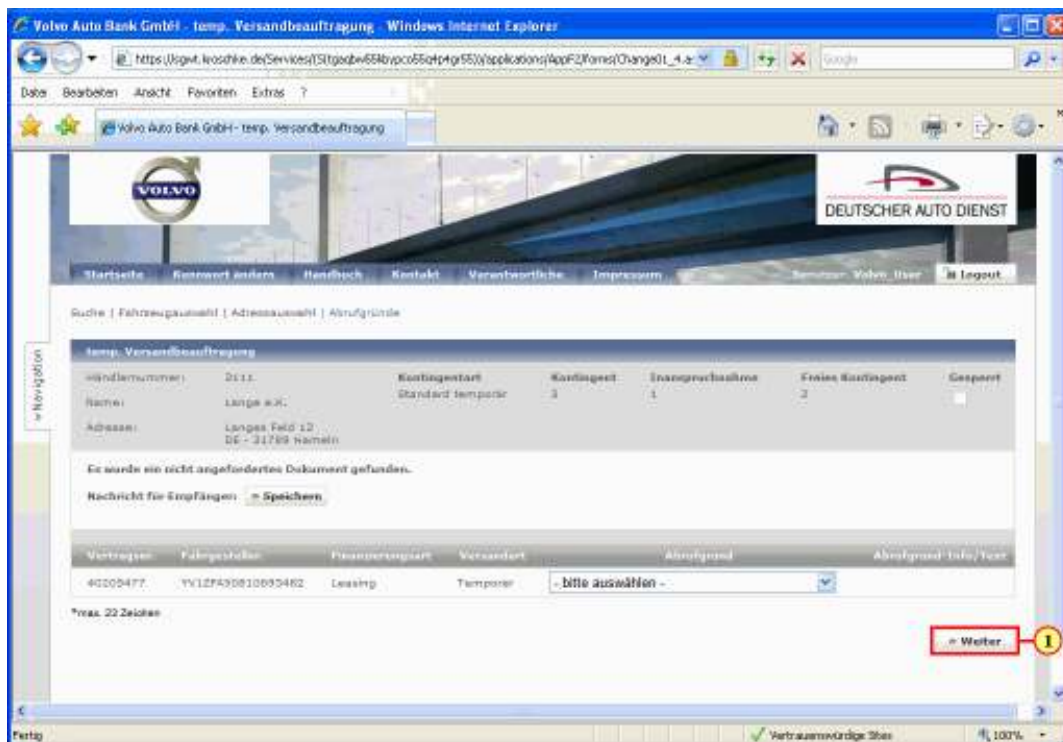 Volvo Auto Bank GmbH - temp. Versandbeauftragung - Windows Internet Explorer
Google
Datei Bearbeiten Ansicht Favoriten Extras ?
Volvo Auto Bank GmbH - temp. Versandbeauftragung
VOLVO
DEUTSCHER AUTO DIENST
Startseite Kennwort ändern Handbuch Kontakt Verantwortliche Impressum Benutzer: Volvo_User Logout
Suche | Fahrzeugauswahl | Adressauswahl | Abrufgründe
» Navigation
temp. Versandbeauftragung
Händlernummer: 2111 Kontingentart Kontingent Inanspruchnahme Freies Kontingent Gesperrt
Name: Lange e.K. Standard temporär 3 1 2
Adresse: Langes Feld 12
DE - 31789 Hameln
Es wurde ein nicht angefordertes Dokument gefunden.
Nachricht für Empfänger: » Speichern
Vertragsnr. Fahrgestellnr. Finanzierungsart Versandart Abrufgrund Abrufgrund-Info/Text
Leasing Temporär - bitte auswählen -
*max. 22 Zeichen
» Weiter 1
Fertig Vertrauenswürdige Sites 100%